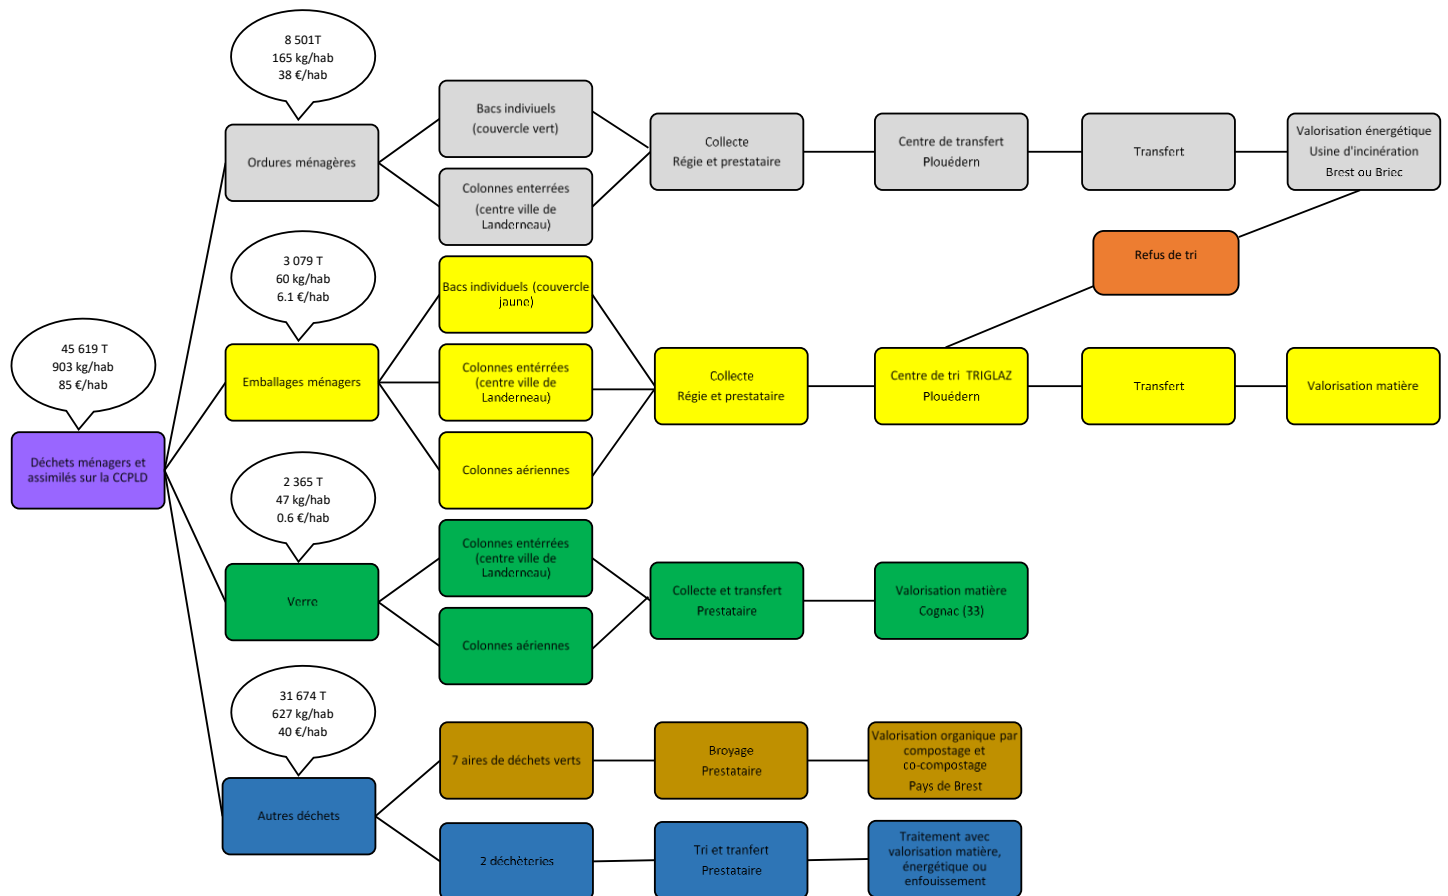 8 501T
165 kg/hab
38 €/hab
Ordures ménagères
Bacs indiviuels
(couvercle vert)
Colonnes enterrées
(centre ville de
Landerneau)
Collecte
Régie et prestataire
Centre de transfert
Plouédern
Transfert
Valorisation énergétique
Usine d'incinération
Brest ou Briec
Refus de tri
3 079 T
60 kg/hab
6.1 €/hab
Emballages ménagers
Bacs individuels (couvercle
jaune)
Colonnes entérrées
(centre ville de
Landerneau)
Colonnes aériennes
Collecte
Régie et prestataire
Centre de tri TRIGLAZ
Plouédern
Transfert
Valorisation matière
45 619 T
903 kg/hab
85 €/hab
Déchets ménagers et
assimilés sur la CCPLD
2 365 T
47 kg/hab
0.6 €/hab
Verre
Colonnes entérrées
(centre ville de
Landerneau)
Colonnes aériennes
Collecte et transfert
Prestataire
Valorisation matière
Cognac (33)
31 674 T
627 kg/hab
40 €/hab
Autres déchets
7 aires de déchets verts
Broyage
Prestataire
Valorisation organique par
compostage et
co-compostage
Pays de Brest
2 déchèteries
Tri et tranfert
Prestataire
Traitement avec
valorisation matière,
énergétique ou
enfouissement